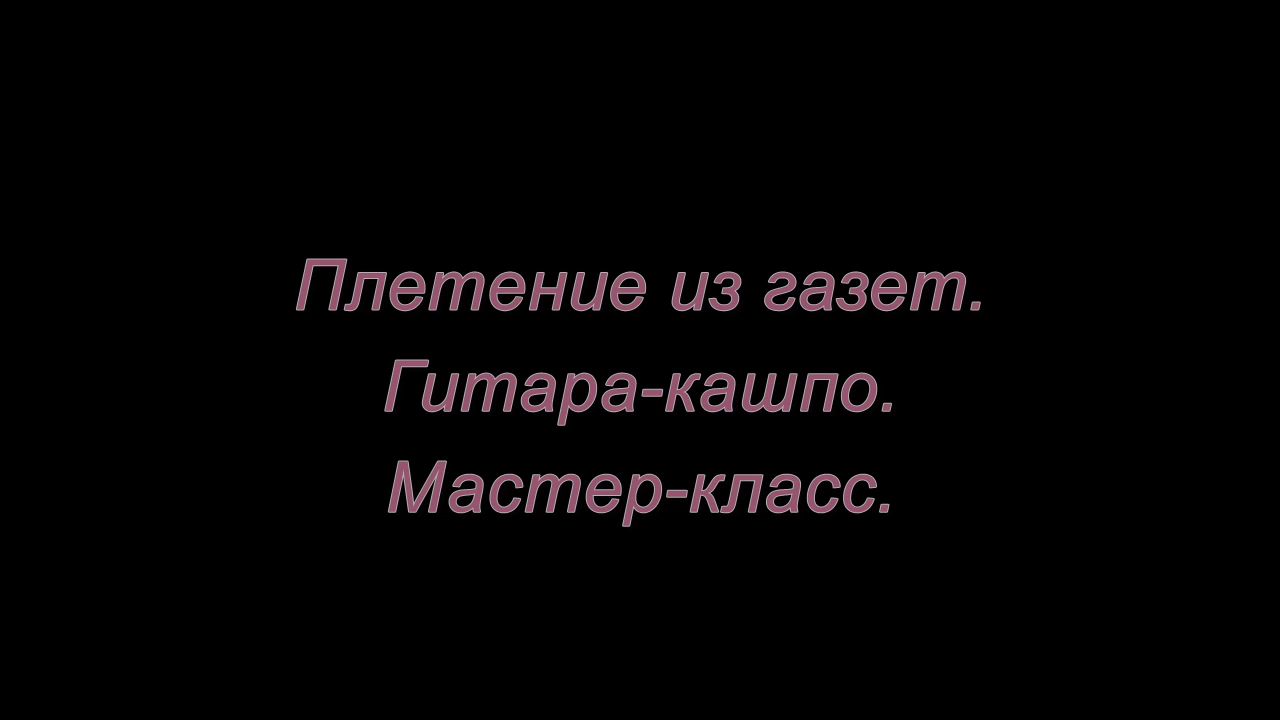 Плетение из газет.
Гитара-кашпо.
Мастер-класс.